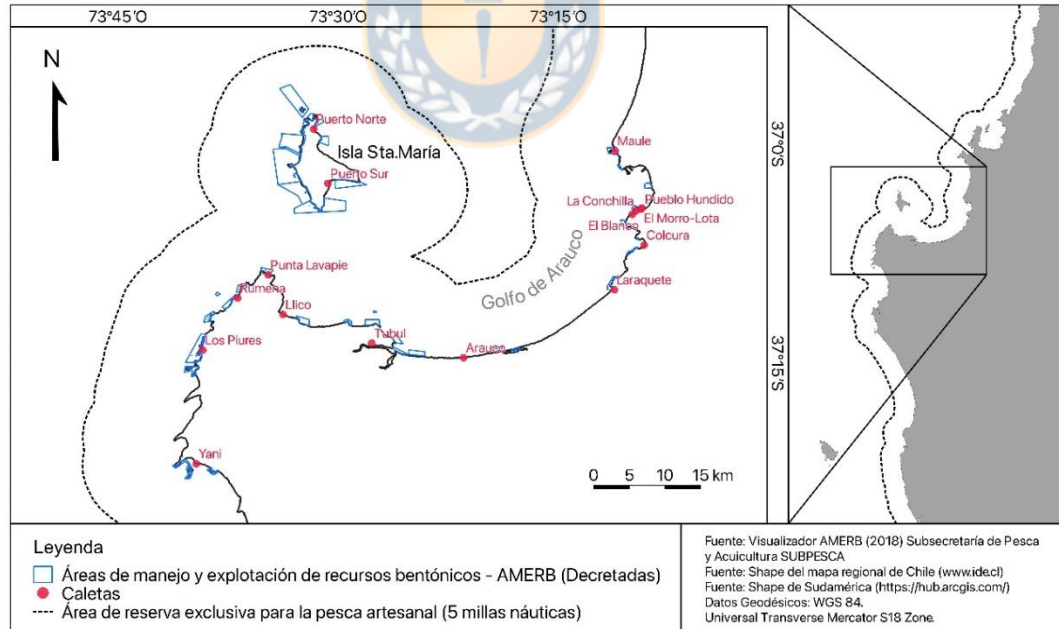 73°45'O
73°30'O
73°15'O
N
Puerto Norte
Isla Sta.María
Puerto Sur
Maule
37°0'S
La Conchilla
Pueblo Hundido
El Blanco
El Morro-Lota
Colcura
Golfo de Arauco
Punta Lavapie
Rumena
Laraquete
Llico
Los Piures
Tubul
Arauco
37°15'S
Yani
0 5 10 15 km
Leyenda
Áreas de manejo y explotación de recursos bentónicos - AMERB (Decretadas)
Caletas
Área de reserva exclusiva para la pesca artesanal (5 millas náuticas)
Fuente: Visualizador AMERB (2018) Subsecretaría de Pesca
y Acuicultura SUBPESCA
Fuente: Shape del mapa regional de Chile (www.ide.cl)
Fuente: Shape de Sudamérica (https://hub.arcgis.com/)
Datos Geodésicos: WGS 84.
Universal Transverse Mercator S18 Zone.